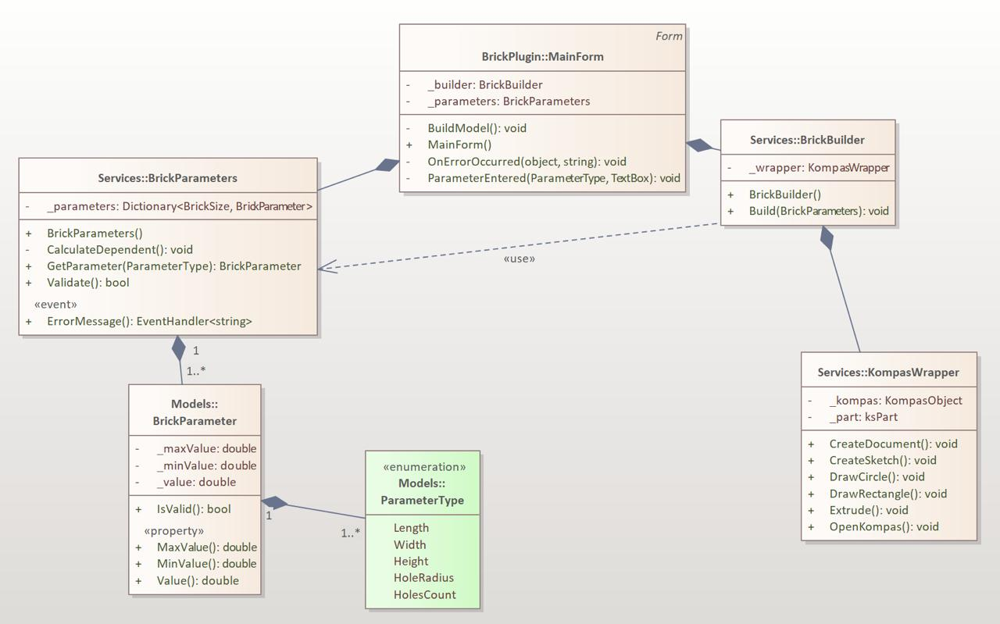 Form
BrickPlugin::MainForm
- _builder: BrickBuilder
- _parameters: BrickParameters
- BuildModel(): void
+ MainForm()
- OnErrorOccurred(object, string): void
- ParameterEntered(ParameterType, TextBox): void
Services::BrickBuilder
- _wrapper: KompasWrapper
+ BrickBuilder()
+ Build(BrickParameters): void
Services::BrickParameters
- _parameters: Dictionary<BrickSize, BrickParameter>
+ BrickParameters()
- CalculateDependent(): void
+ GetParameter(ParameterType): BrickParameter
+ Validate(): bool
«event»
+ ErrorMessage(): EventHandler<string>
«use»
1
1..*
Models::
BrickParameter
- _maxValue: double
- _minValue: double
- _value: double
+ IsValid(): bool
«property»
+ MaxValue(): double
+ MinValue(): double
+ Value(): double
1
1..*
«enumeration»
Models::
ParameterType
Length
Width
Height
HoleRadius
HolesCount
Services::KompasWrapper
- _kompas: KompasObject
- _part: ksPart
+ CreateDocument(): void
+ CreateSketch(): void
+ DrawCircle(): void
+ DrawRectangle(): void
+ Extrude(): void
+ OpenKompas(): void